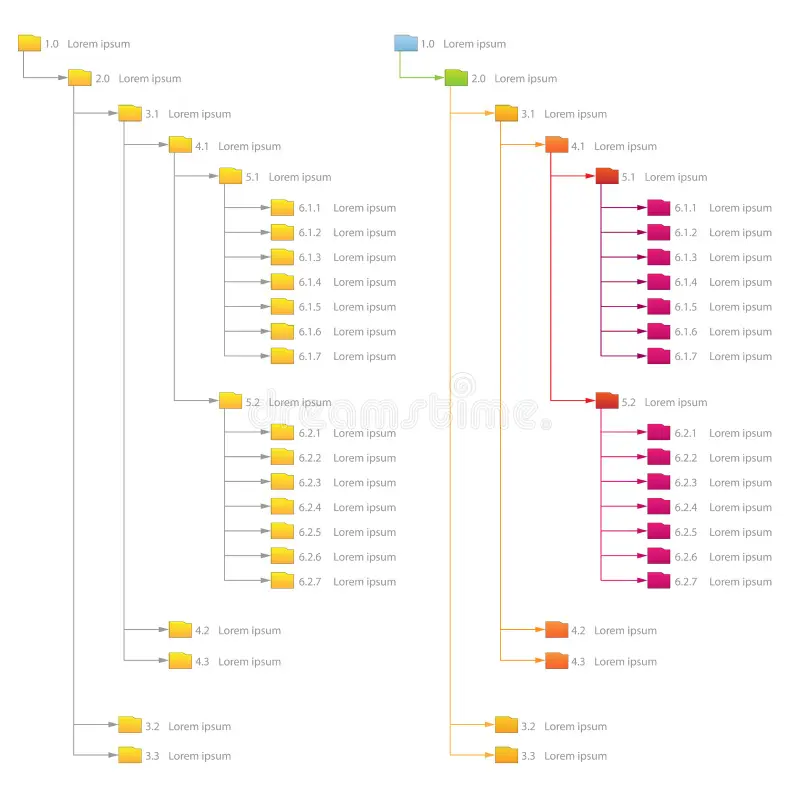 1.0 Lorem ipsum
2.0 Lorem ipsum
3.1 Lorem ipsum
4.1 Lorem ipsum
5.1 Lorem ipsum
6.1.1 Lorem ipsum
6.1.2 Lorem ipsum
6.1.3 Lorem ipsum
6.1.4 Lorem ipsum
6.1.5 Lorem ipsum
6.1.6 Lorem ipsum
6.1.7 Lorem ipsum
5.2 Lorem ipsum
6.2.1 Lorem ipsum
6.2.2 Lorem ipsum
6.2.3 Lorem ipsum
6.2.4 Lorem ipsum
6.2.5 Lorem ipsum
6.2.6 Lorem ipsum
6.2.7 Lorem ipsum
4.2 Lorem ipsum
4.3 Lorem ipsum
3.2 Lorem ipsum
3.3 Lorem ipsum
1.0 Lorem ipsum
2.0 Lorem ipsum
3.1 Lorem ipsum
4.1 Lorem ipsum
5.1 Lorem ipsum
6.1.1 Lorem ipsum
6.1.2 Lorem ipsum
6.1.3 Lorem ipsum
6.1.4 Lorem ipsum
6.1.5 Lorem ipsum
6.1.6 Lorem ipsum
6.1.7 Lorem ipsum
5.2 Lorem ipsum
6.2.1 Lorem ipsum
6.2.2 Lorem ipsum
6.2.3 Lorem ipsum
6.2.4 Lorem ipsum
6.2.5 Lorem ipsum
6.2.6 Lorem ipsum
6.2.7 Lorem ipsum
4.2 Lorem ipsum
4.3 Lorem ipsum
3.2 Lorem ipsum
3.3 Lorem ipsum
dreamstime.